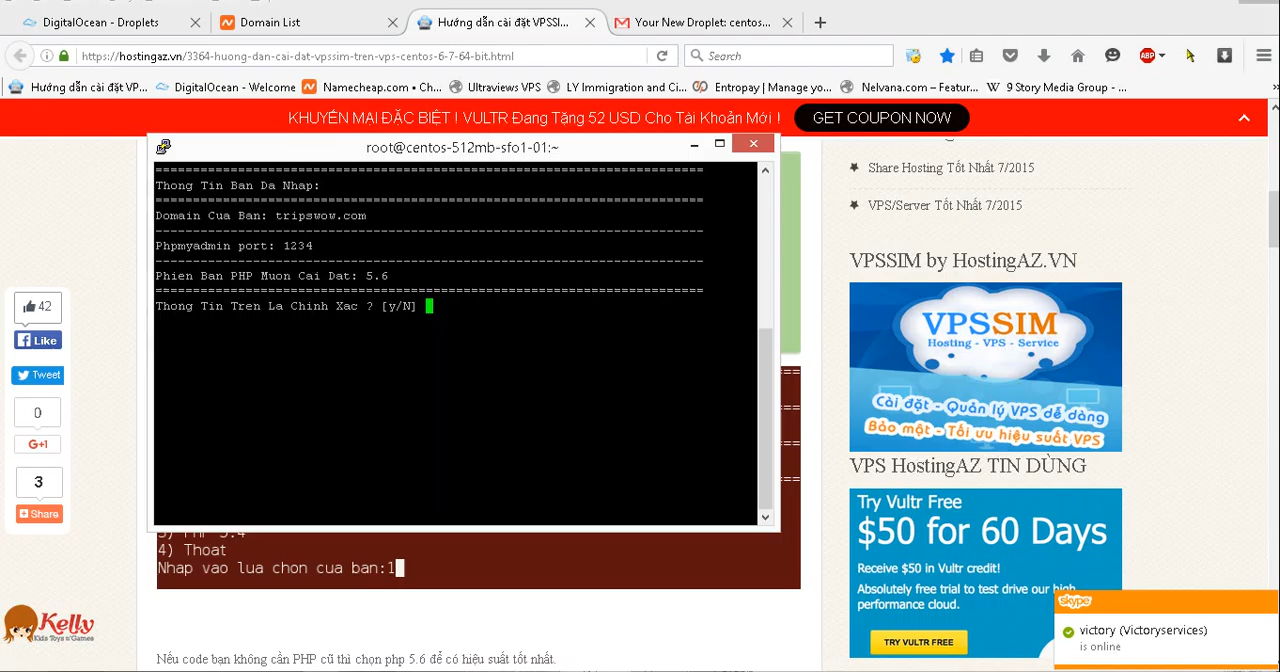 DigitalOcean - Droplets
Domain List
Hướng dẫn cài đặt VPSSI...
Your New Droplet: centos...
https://hostingaz.vn/3364-huong-dan-cai-dat-vpssim-tren-vps-centos-6-7-64-bit.html
Search
ABP
Hướng dẫn cài đặt VP...
DigitalOcean - Welcome
Namecheap.com • Ch...
Ultraviews VPS
LY Immigration and Ci...
Entropay | Manage yo...
Nelvana.com – Featur...
W 9 Story Media Group - ...
KHUYẾN MẠI ĐẶC BIỆT ! VULTR Đang Tặng 52 USD Cho Tài Khoản Mới !
GET COUPON NOW
root@centos-512mb-sfo1-01:~
Thong Tin Ban Da Nhap:
Domain Cua Ban: tripswow.com
Phpmyadmin port: 1234
Phien Ban PHP Muon Cai Dat: 5.6
Thong Tin Tren La Chinh Xac ? [y/N]
4) Thoat
Nhap vao lua chon cua ban:1
Nếu code bạn không cần PHP cũ thì chọn php 5.6 để có hiệu suất tốt nhất.
42
Like
Tweet
0
G+1
3
Share
Kelly
Kids Toys n' Games
Share Hosting Tốt Nhất 7/2015
VPS/Server Tốt Nhất 7/2015
VPSSIM by HostingAZ.VN
VPSSIM
Hosting - VPS - Service
Cài đặt - Quản lý VPS dễ dàng
Bảo mật - Tối ưu hiệu suất VPS
VPS HostingAZ TIN DÙNG
Try Vultr Free
$50 for 60 Days
Receive $50 in Vultr credit!
Absolutely free trial to test drive our high
performance cloud.
TRY VULTR FREE
skype
victory (Victoryservices)
is online